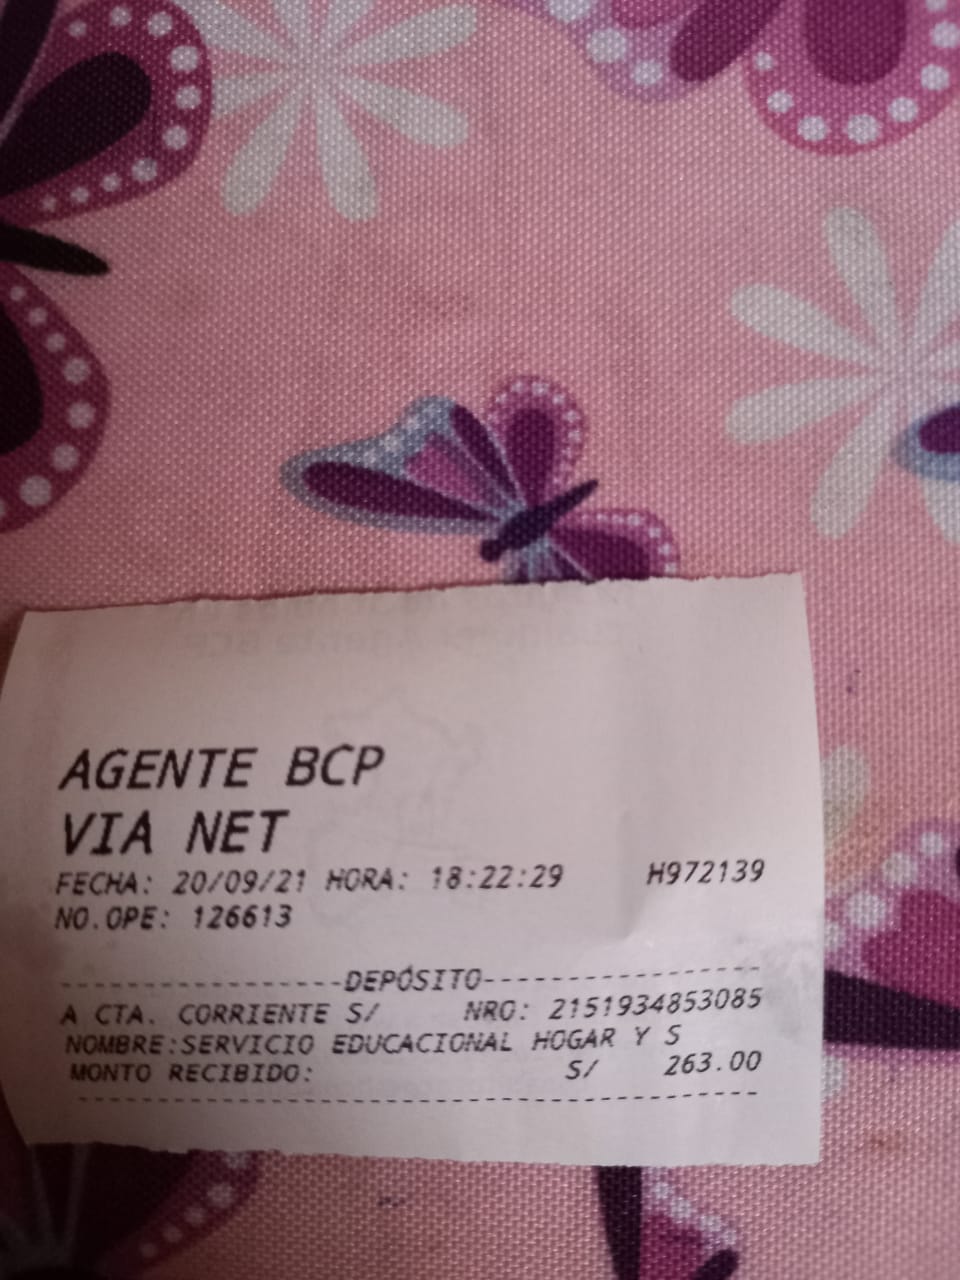 AGENTE BCP
VIA NET
FECHA: 20/09/21 HORA: 18:22:29 H972139
NO.OPE: 126613
-------------------DEPÓSITO-------------------
A CTA. CORRIENTE S/ NRO: 2151934853085
NOMBRE:SERVICIO EDUCACIONAL HOGAR Y S
MONTO RECIBIDO: S/ 263.00
----------------------------------------------